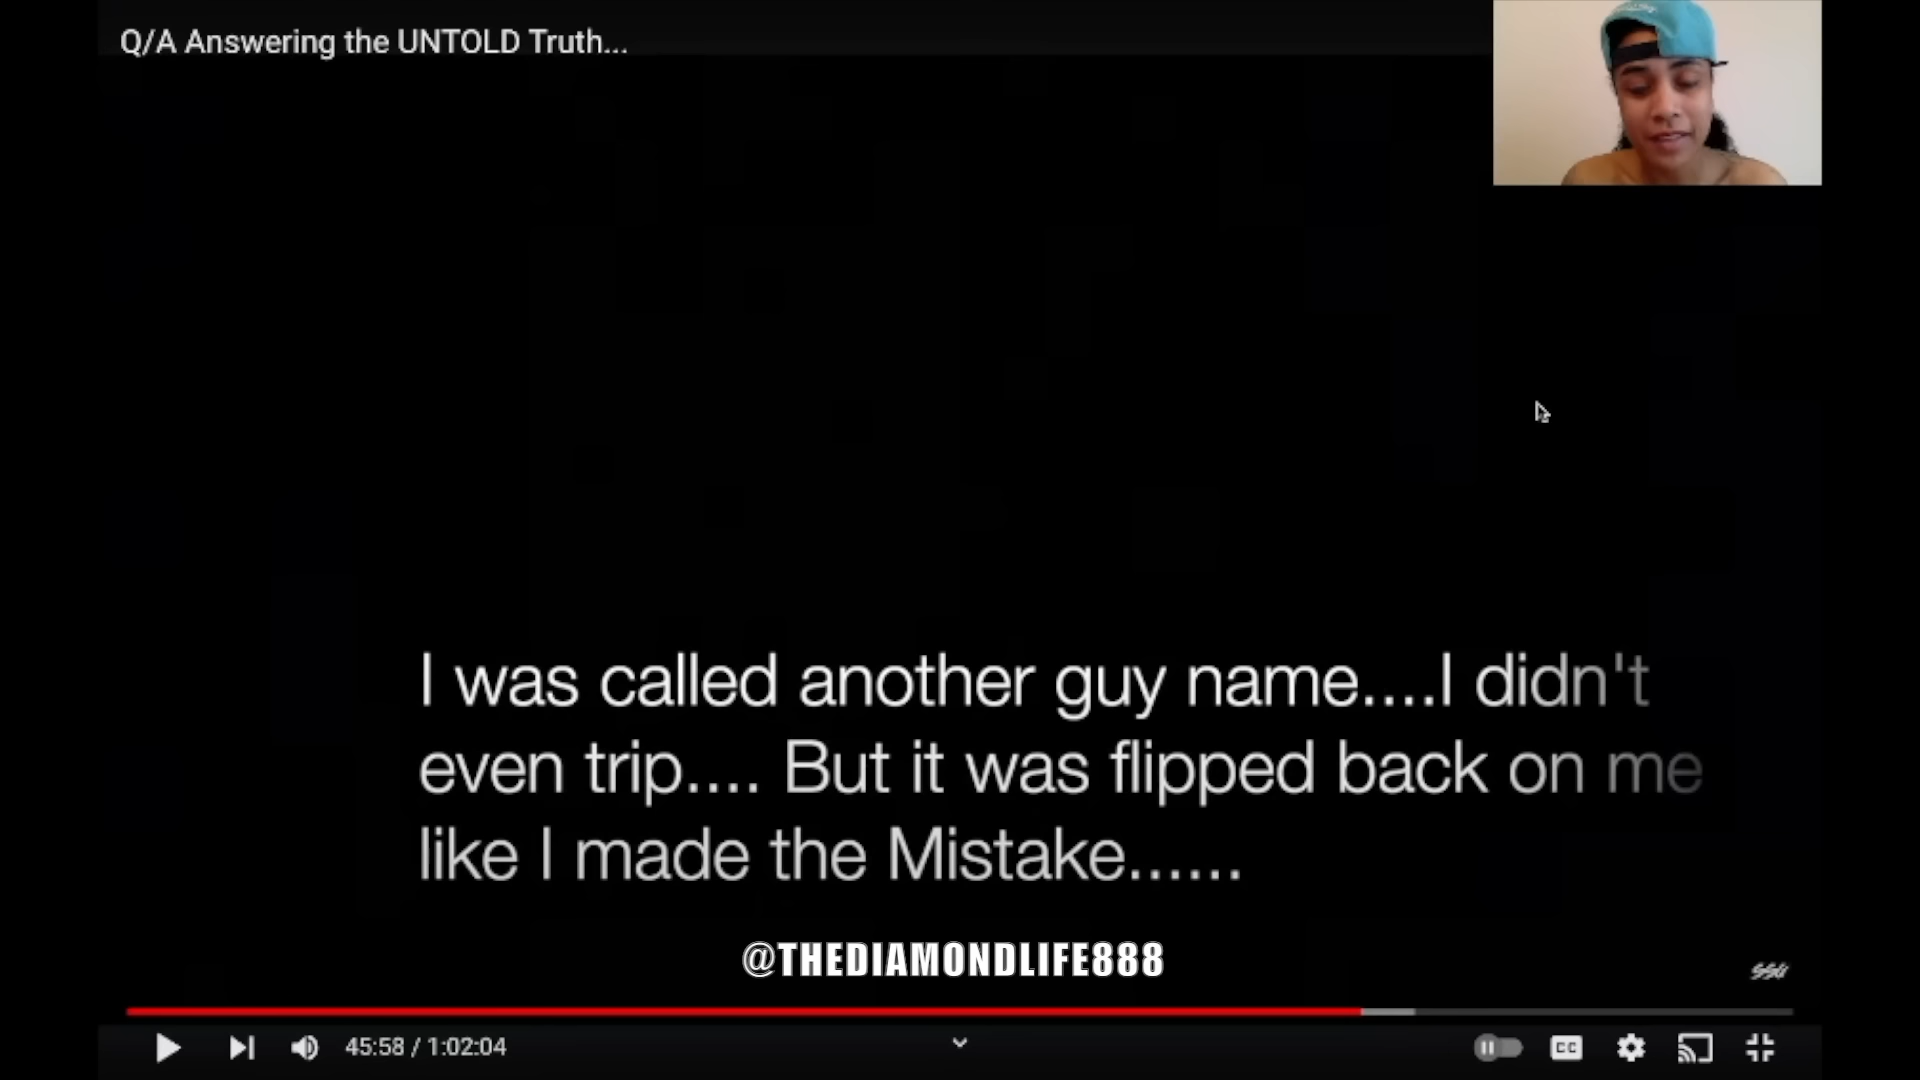 Q/A Answering the UNTOLD Truth...
I was called another guy name....I didn't
even trip.... But it was flipped back on me
like I made the Mistake......
@THEDIAMONDLIFE888
45:58 / 1:02:04
CC